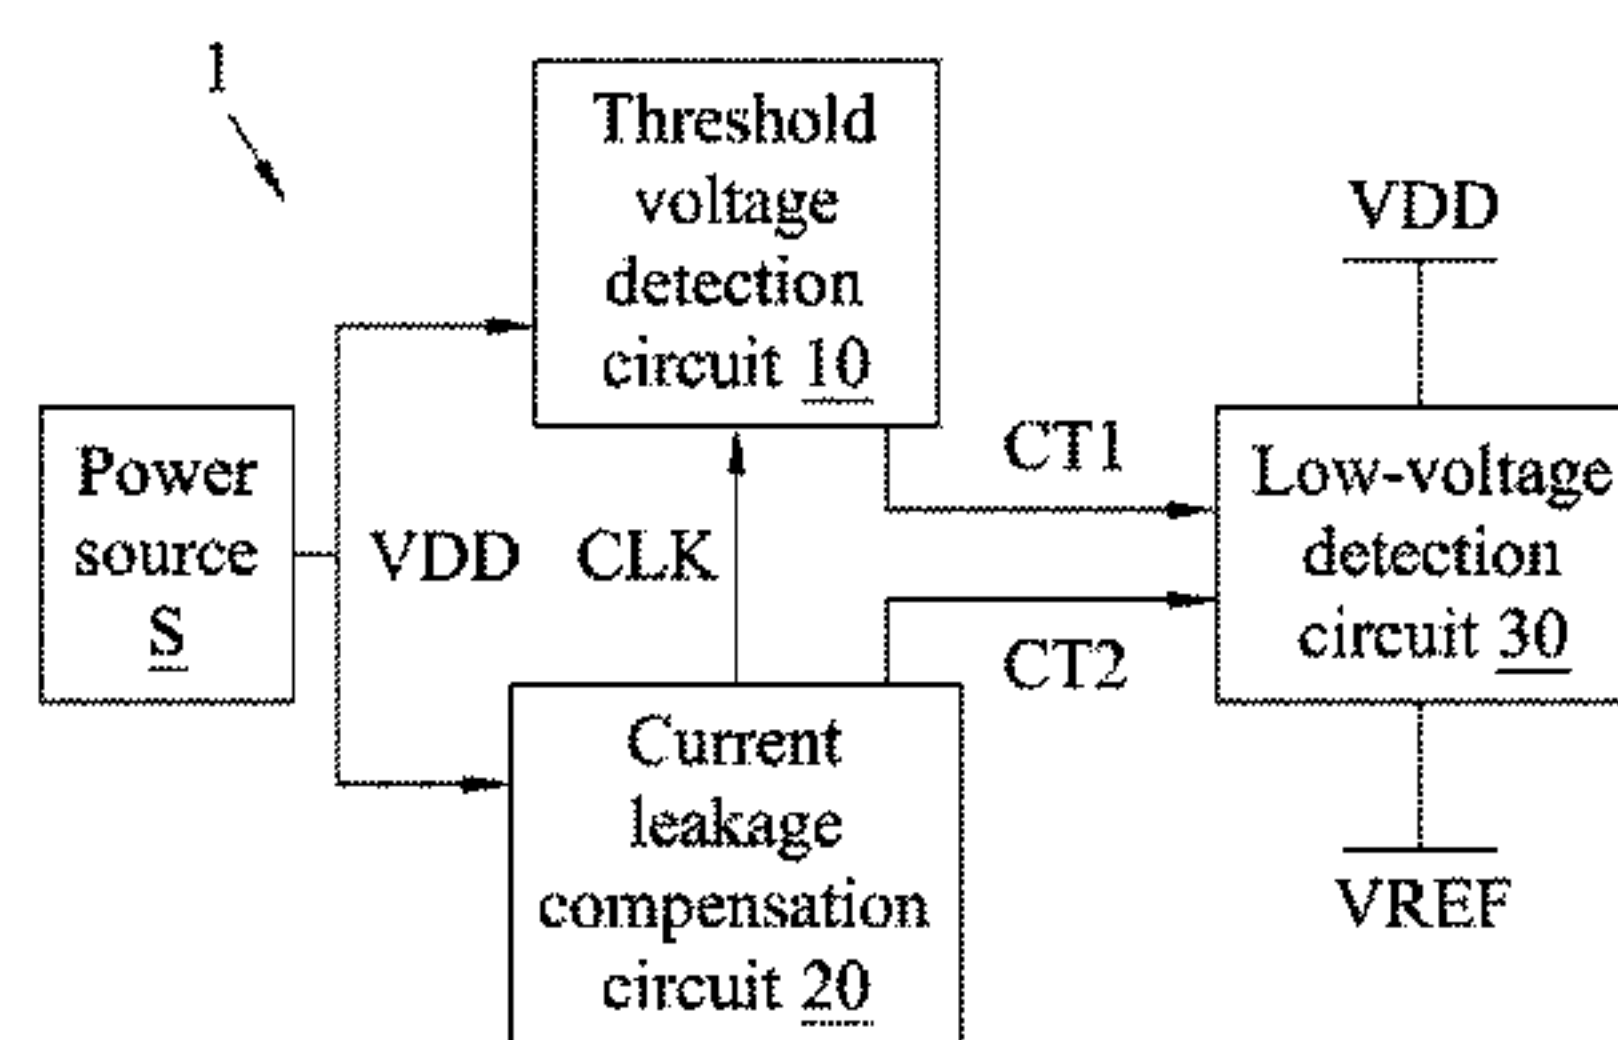 1
Threshold
voltage
detection
circuit 10
VDD
Power
source
S
VDD
CLK
CT1
CT2
Low-voltage
detection
circuit 30
Current
leakage
compensation
circuit 20
VREF